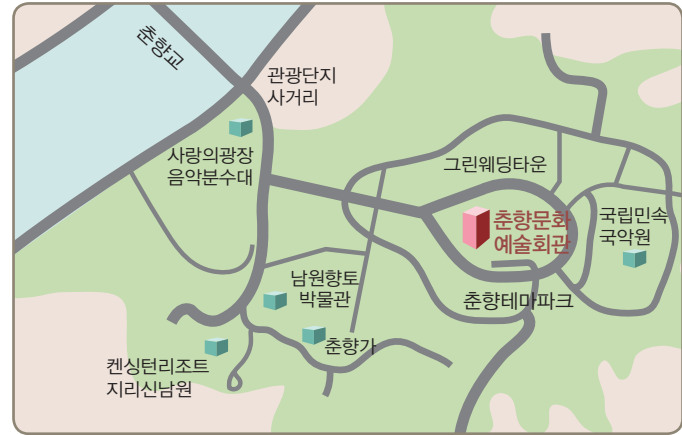 춘향교
관광단지
사거리
사랑의광장
음악분수대
그린웨딩타운
춘향문화
예술회관
국립민속
국악원
남원향토
박물관
춘향테마파크
춘향가
켄싱턴리조트
지리신남원